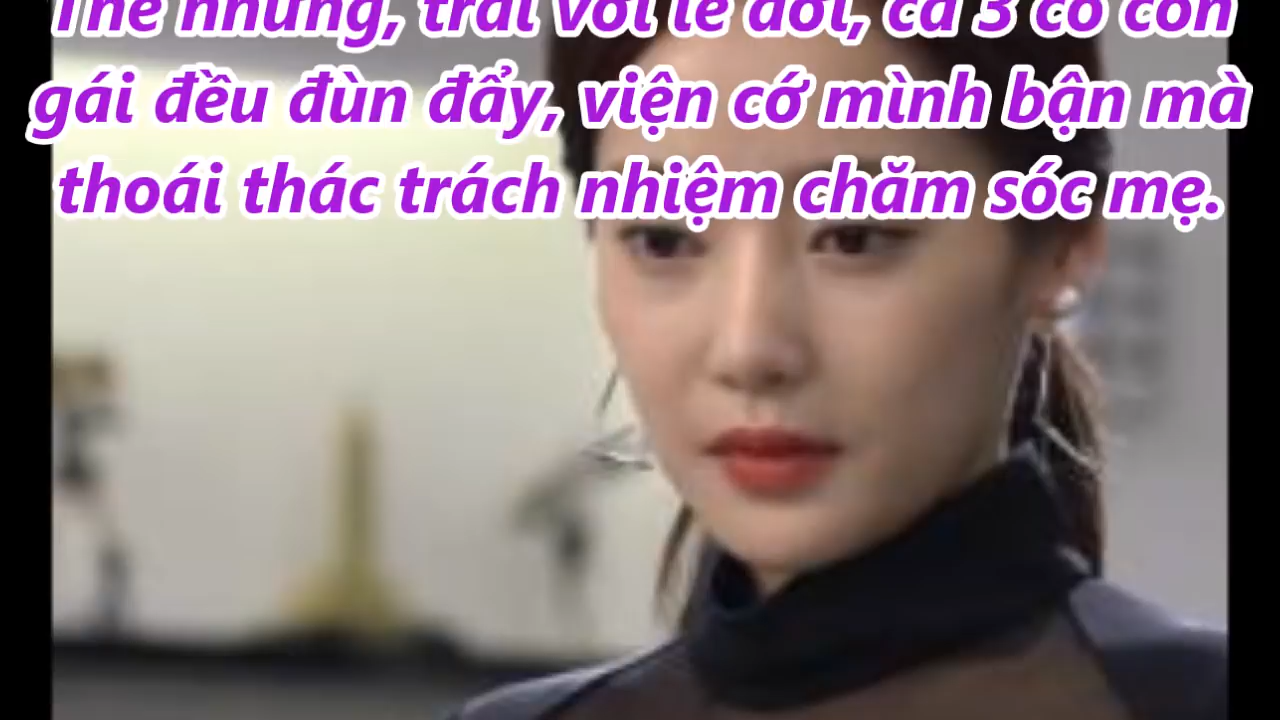 Thế nhưng, trái với lẽ đời, cả 3 cô con
gái đều đùn đẩy, viện cớ mình bận mà
thoái thác trách nhiệm chăm sóc mẹ.